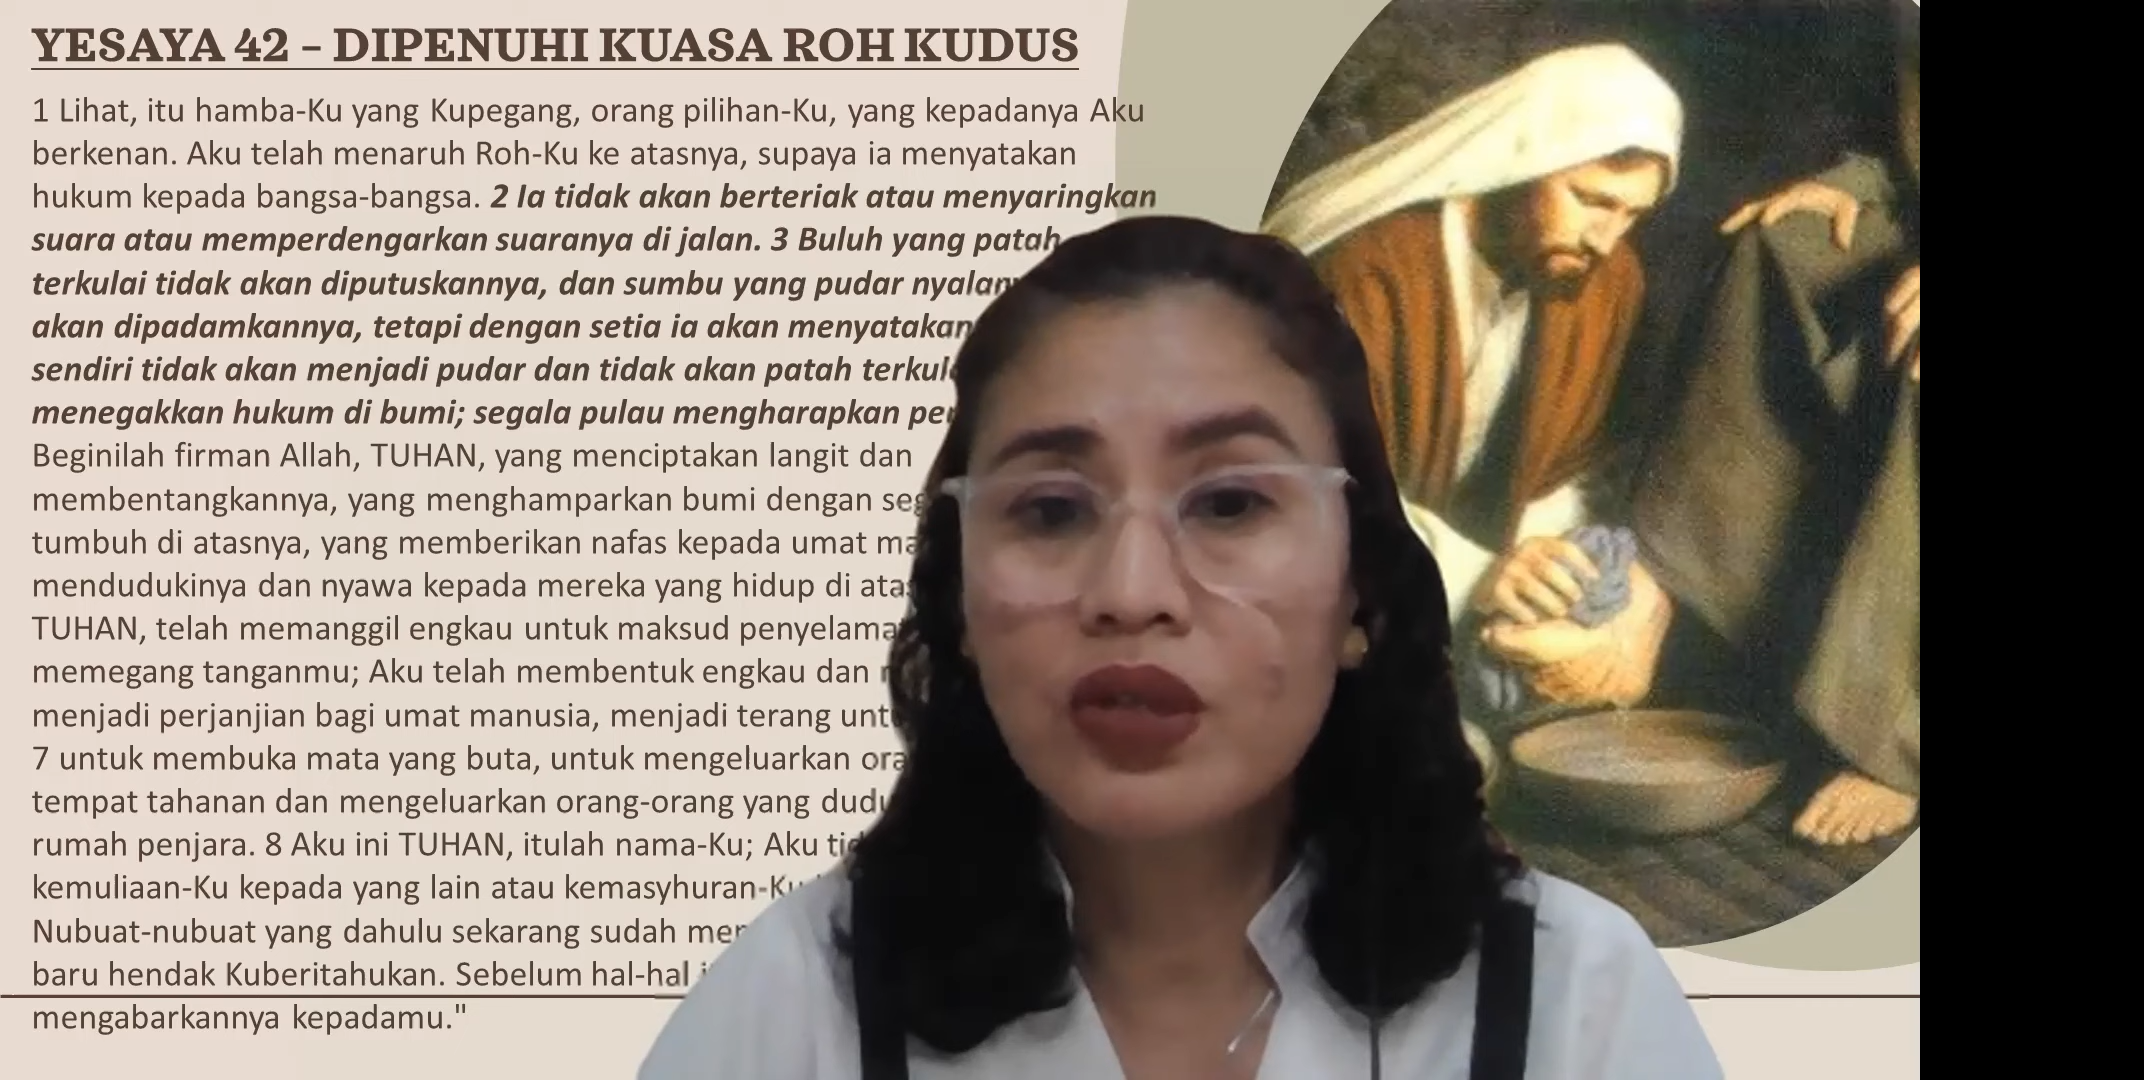 YESAYA 42 – DIPENUHI KUASA ROH KUDUS
1 Lihat, itu hamba-Ku yang Kupegang, orang pilihan-Ku, yang kepadanya Aku
berkenan. Aku telah menaruh Roh-Ku ke atasnya, supaya ia menyatakan
hukum kepada bangsa-bangsa. 2 Ia tidak akan berteriak atau menyaringkan
suara atau memperdengarkan suaranya di jalan. 3 Buluh yang patah
terkulai tidak akan diputuskannya, dan sumbu yang pudar
akan dipadamkannya, tetapi dengan setia ia akan menyatakan
sendiri tidak akan menjadi pudar dan tidak akan patah
menegakkan hukum di bumi; segala pulau mengharapkan
Beginilah firman Allah, TUHAN, yang menciptakan langit dan
membentangkannya, yang menghamparkan bumi dengan
tumbuh di atasnya, yang memberikan nafas kepada umat
mendudukinya dan nyawa kepada mereka yang hidup di
TUHAN, telah memanggil engkau untuk maksud
memegang tanganmu; Aku telah membentuk engkau dan
menjadi perjanjian bagi umat manusia, menjadi terang
7 untuk membuka mata yang buta, untuk mengeluarkan
tempat tahanan dan mengeluarkan orang-orang yang
rumah penjara. 8 Aku ini TUHAN, itulah nama-Ku; Aku
kemuliaan-Ku kepada yang lain atau
Nubuat-nubuat yang dahulu sekarang sudah
baru hendak Kuberitahukan. Sebelum hal-hal
mengabarkannya kepadamu."